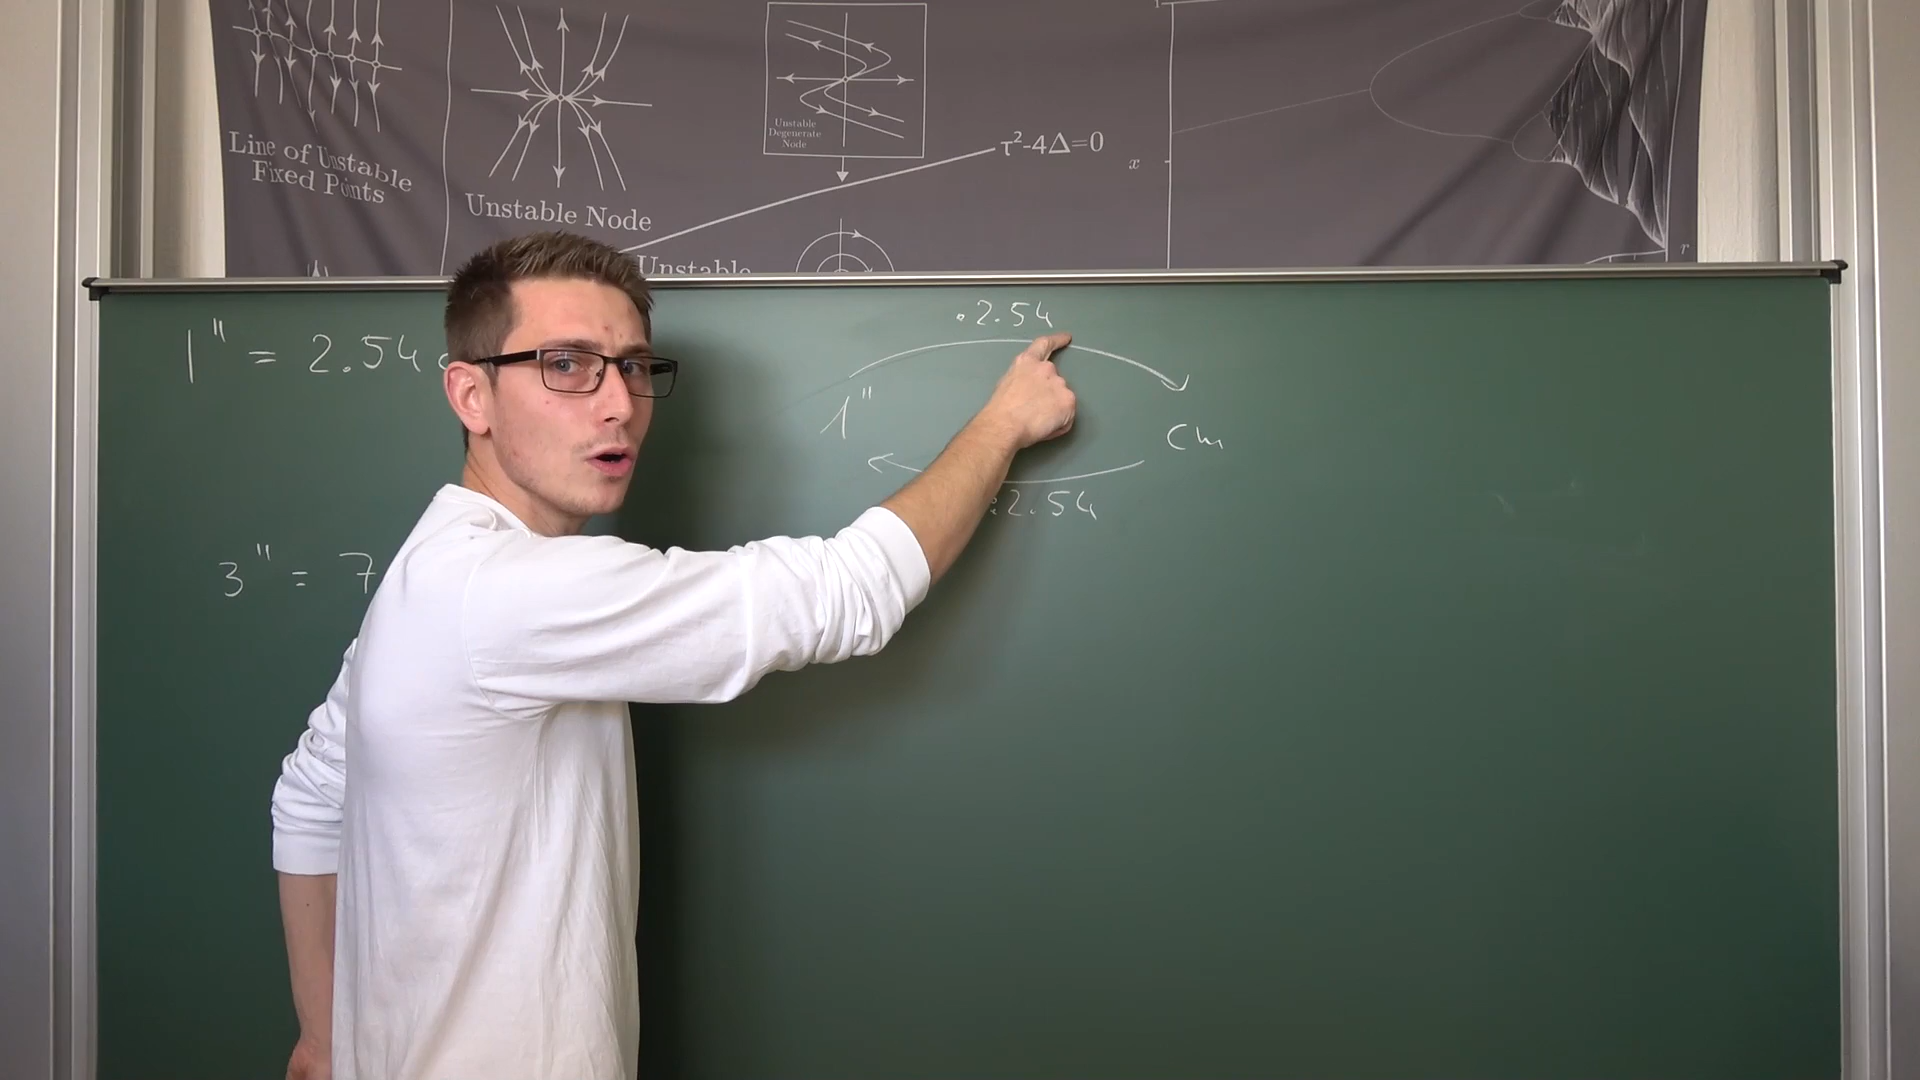 Line of Unstable
Fixed Points
Unstable Node
Unstable
Degenerate
Node
τ²-4Δ=0
Unstable
x
r
1" = 2.54 c
·2.54
1"
cm
:2.54
3" = 7